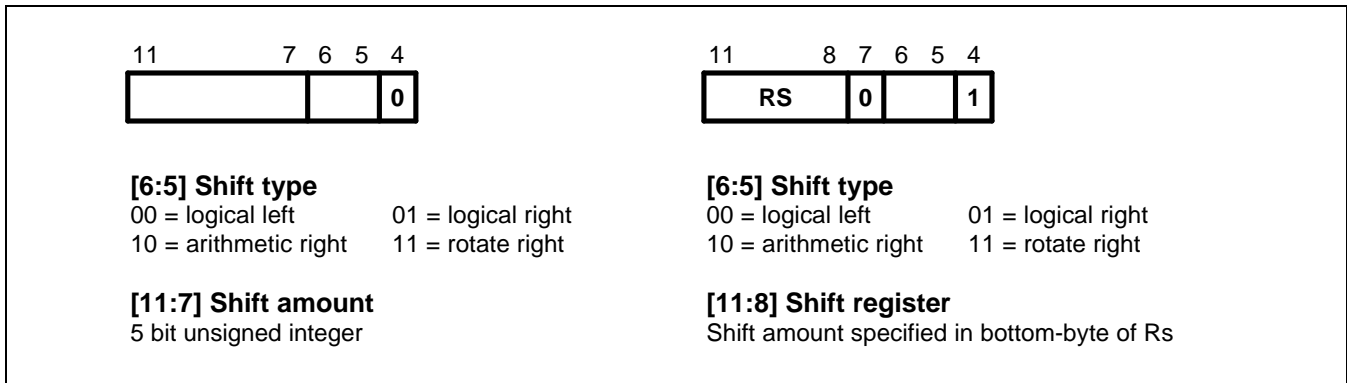 11 7 6 5 4
0
[6:5] Shift type
00 = logical left 01 = logical right
10 = arithmetic right 11 = rotate right
[11:7] Shift amount
5 bit unsigned integer
11 8 7 6 5 4
RS 0 1
[6:5] Shift type
00 = logical left 01 = logical right
10 = arithmetic right 11 = rotate right
[11:8] Shift register
Shift amount specified in bottom-byte of Rs